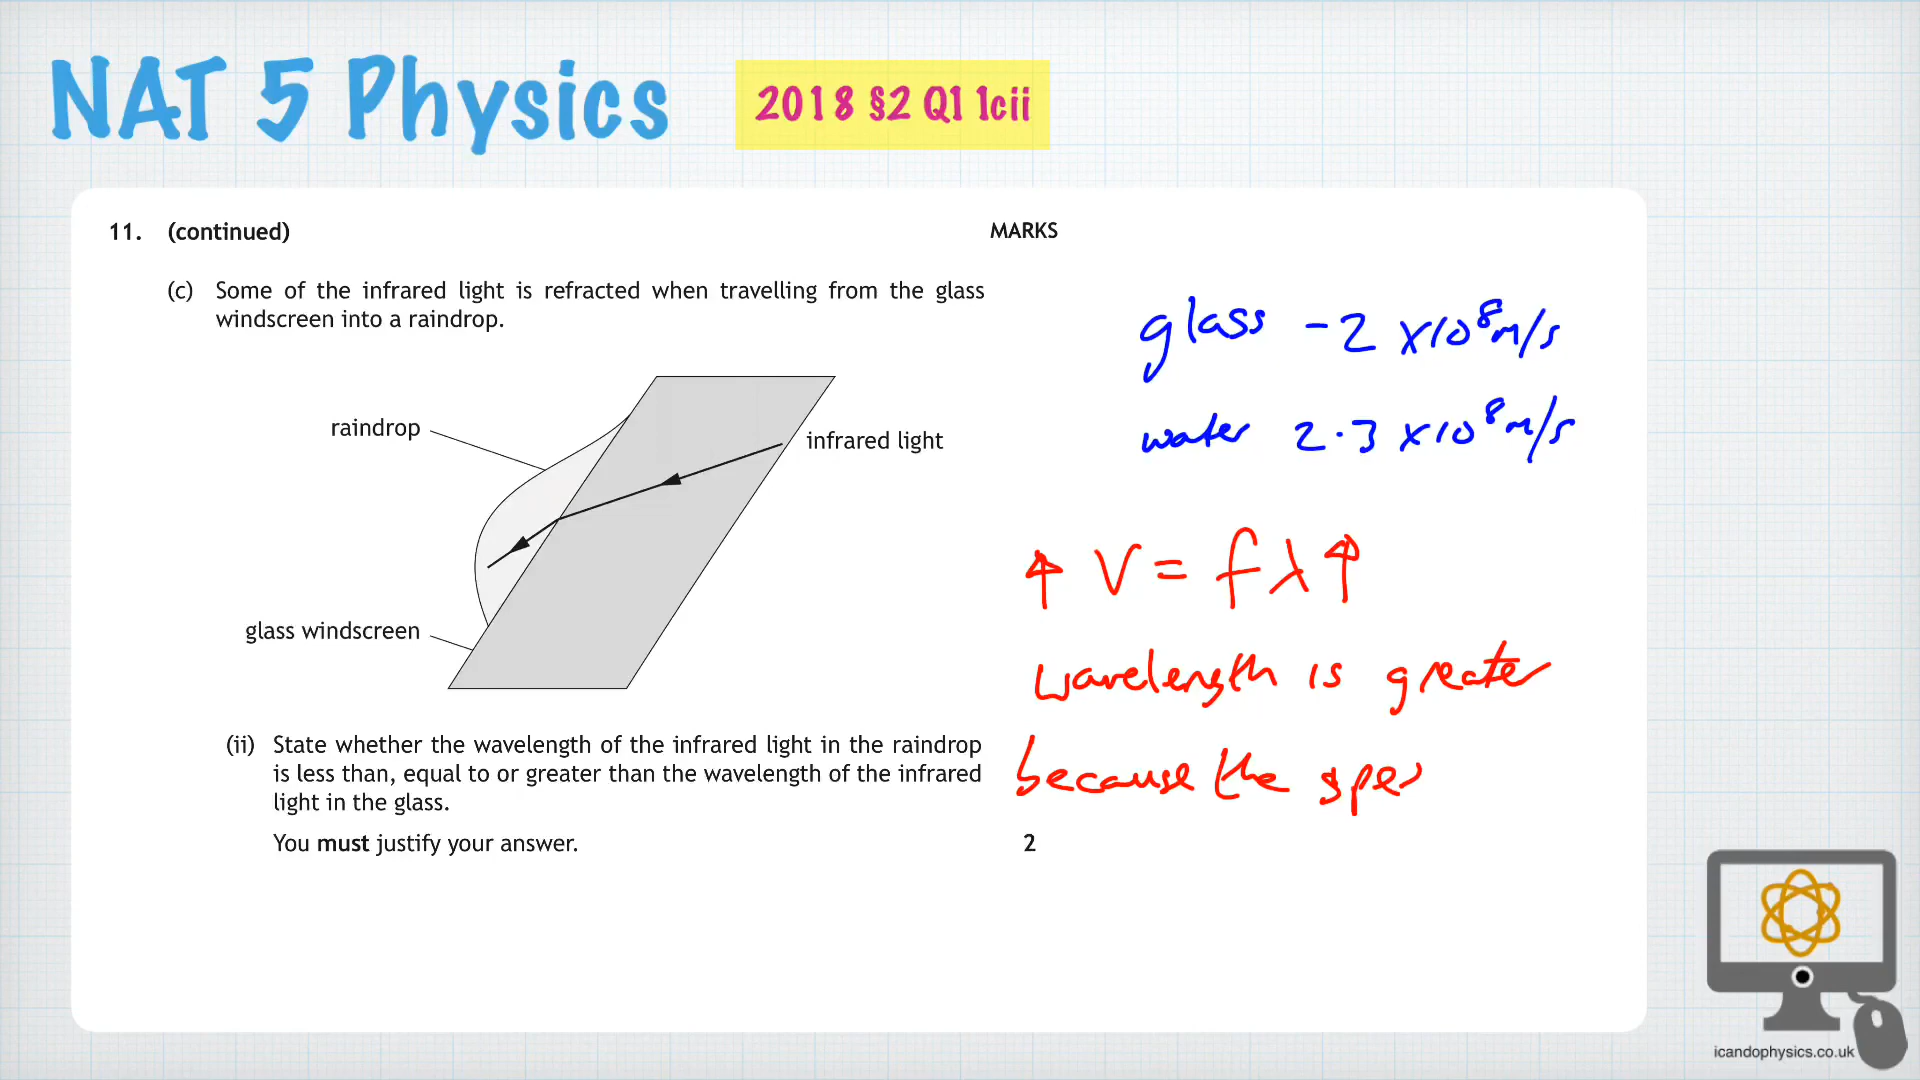 NAT 5 Physics
2018 §2 Q11cii
11. (continued)
MARKS
(c) Some of the infrared light is refracted when travelling from the glass
windscreen into a raindrop.
glass - 2 x10⁸m/s
water 2.3 x10⁸m/s
raindrop
infrared light
glass windscreen
↑ V = fλ↑
wavelength is greater
because the spee
(ii) State whether the wavelength of the infrared light in the raindrop
is less than, equal to or greater than the wavelength of the infrared
light in the glass.
You must justify your answer.
2
icandophysics.co.uk